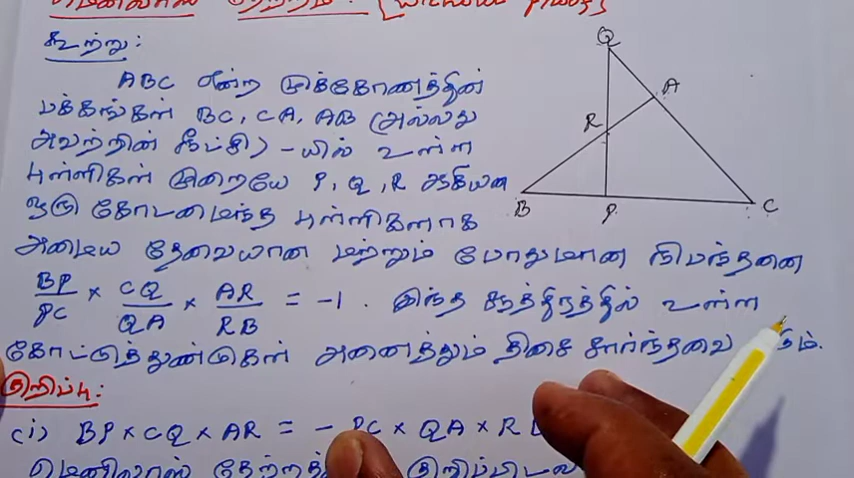 மெனலாஸ் தேற்றம்:
கூற்று:
ABC என்ற முக்கோணத்தின்
பக்கங்கள் BC, CA, AB (அல்லது
அவற்றின் நீட்சி) -யில் உள்ள
புள்ளிகள் முறையே P, Q, R ஆகியன
ஒரு கோடமைந்த புள்ளிகளாக
அமைய தேவையான மற்றும் போதுமான நிபந்தனை
BP/PC × CQ/QA × AR/RB = -1. இந்த சூத்திரத்தில் உள்ள
கோட்டுத்துண்டுகள் அனைத்தும் திசை சார்ந்தவை
குறிப்பு:
(i) BP × CQ × AR = - PC × QA × R
மெனிலாஸ்
Q
A
R
B
P
C